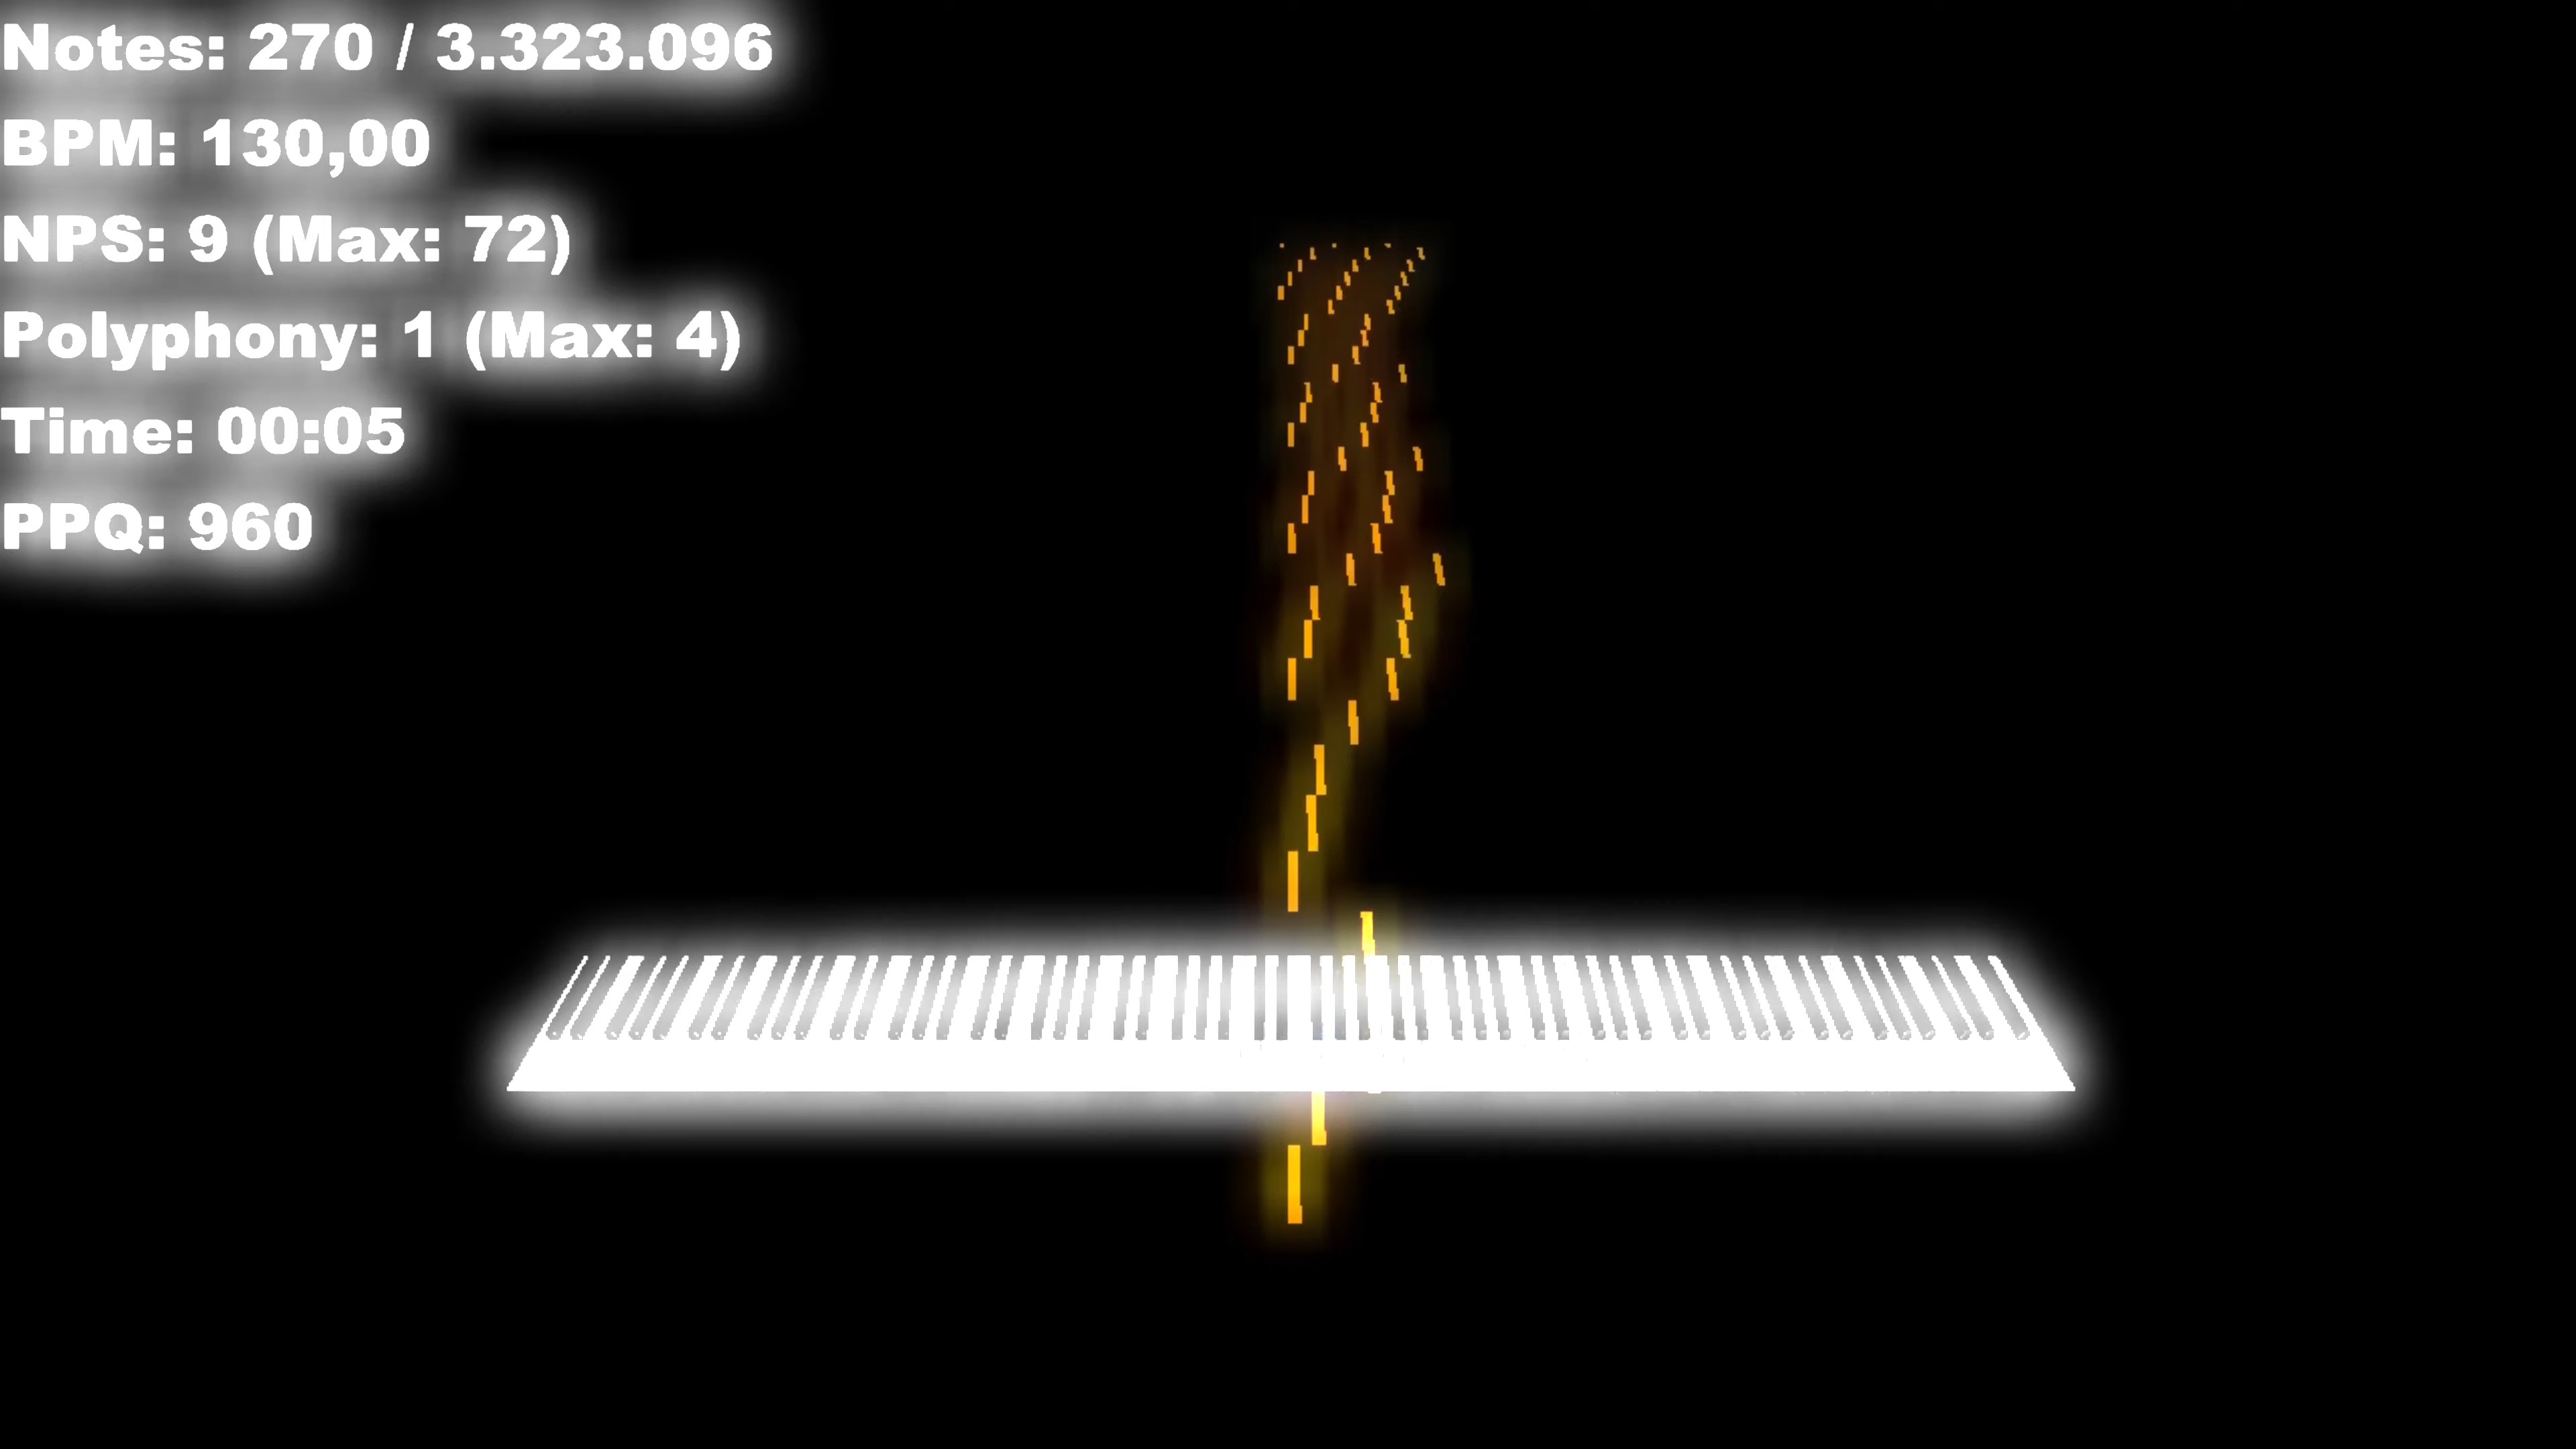 Notes: 270 / 3.323.096
BPM: 130,00
NPS: 9 (Max: 72)
Polyphony: 1 (Max: 4)
Time: 00:05
PPQ: 960